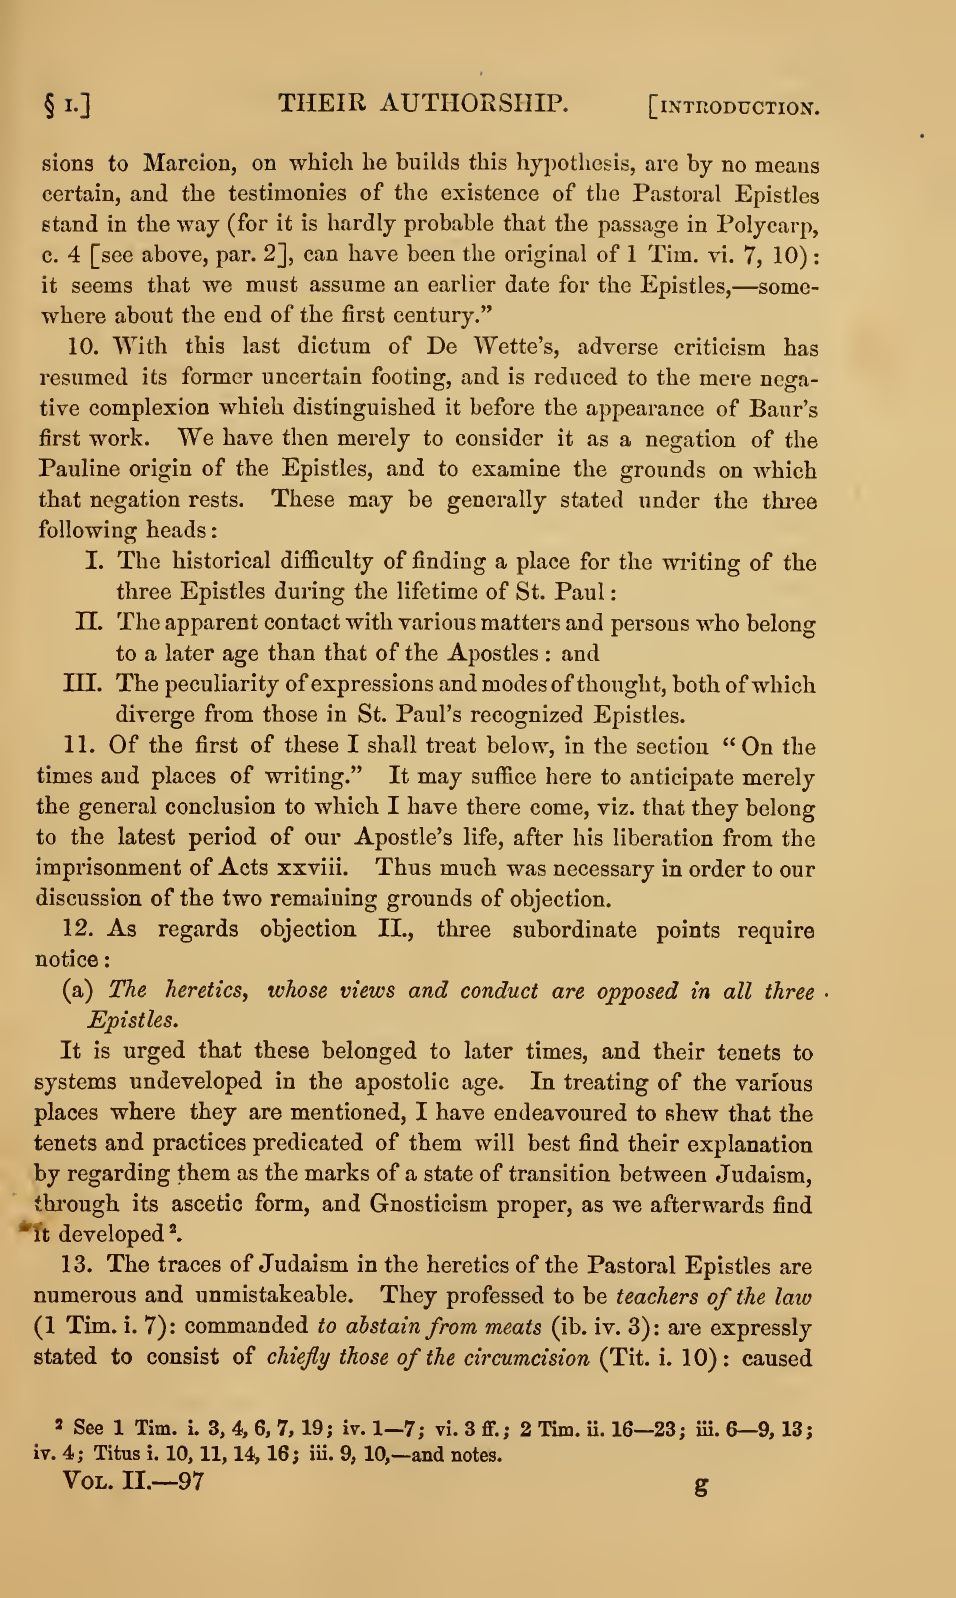 § I.] THEIR AUTHORSHIP. [INTRODUCTION.
sions to Marcion, on which he builds this hypothesis, are by no means
certain, and the testimonies of the existence of the Pastoral Epistles
stand in the way (for it is hardly probable that the passage in Polycarp,
c. 4 [see above, par. 2], can have been the original of 1 Tim. vi. 7, 10):
it seems that we must assume an earlier date for the Epistles,—some-
where about the end of the first century.”
10. With this last dictum of De Wette’s, adverse criticism has
resumed its former uncertain footing, and is reduced to the mere nega-
tive complexion which distinguished it before the appearance of Baur’s
first work. We have then merely to consider it as a negation of the
Pauline origin of the Epistles, and to examine the grounds on which
that negation rests. These may be generally stated under the three
following heads:
I. The historical difficulty of finding a place for the writing of the
three Epistles during the lifetime of St. Paul:
II. The apparent contact with various matters and persons who belong
to a later age than that of the Apostles: and
III. The peculiarity of expressions and modes of thought, both of which
diverge from those in St. Paul’s recognized Epistles.
11. Of the first of these I shall treat below, in the section “On the
times and places of writing.” It may suffice here to anticipate merely
the general conclusion to which I have there come, viz. that they belong
to the latest period of our Apostle’s life, after his liberation from the
imprisonment of Acts xxviii. Thus much was necessary in order to our
discussion of the two remaining grounds of objection.
12. As regards objection II., three subordinate points require
notice:
(a) The heretics, whose views and conduct are opposed in all three
Epistles.
It is urged that these belonged to later times, and their tenets to
systems undeveloped in the apostolic age. In treating of the various
places where they are mentioned, I have endeavoured to shew that the
tenets and practices predicated of them will best find their explanation
by regarding them as the marks of a state of transition between Judaism,
through its ascetic form, and Gnosticism proper, as we afterwards find
it developed ².
13. The traces of Judaism in the heretics of the Pastoral Epistles are
numerous and unmistakeable. They professed to be teachers of the law
(1 Tim. i. 7): commanded to abstain from meats (ib. iv. 3): are expressly
stated to consist of chiefly those of the circumcision (Tit. i. 10): caused
² See 1 Tim. i. 3, 4, 6, 7, 19; iv. 1—7; vi. 3 ff.; 2 Tim. ii. 16—23; iii. 6—9, 13;
iv. 4; Titus i. 10, 11, 14, 16; iii. 9, 10,—and notes.
VOL. II.—97 g